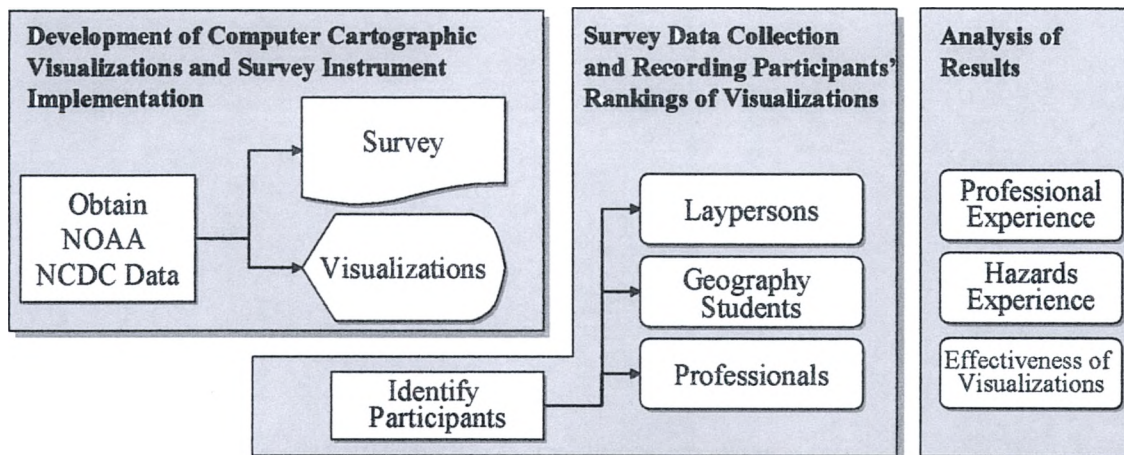 Development of Computer Cartographic
Visualizations and Survey Instrument
Implementation
Obtain
NOAA
NCDC Data
Survey
Visualizations
Survey Data Collection
and Recording Participants'
Rankings of Visualizations
Identify
Participants
Laypersons
Geography
Students
Professionals
Analysis of
Results
Professional
Experience
Hazards
Experience
Effectiveness of
Visualizations